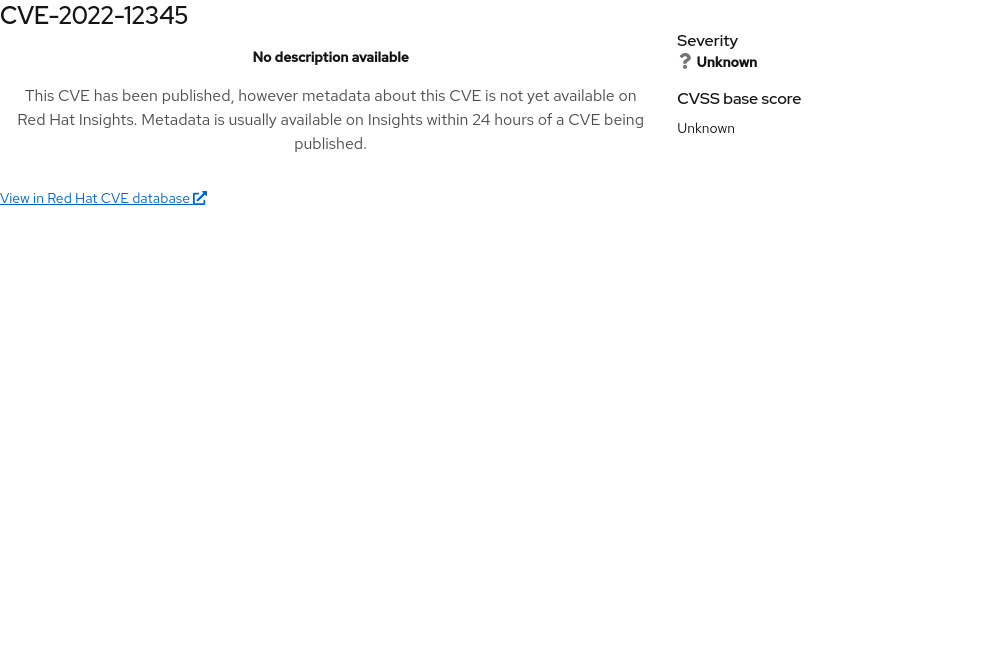 CVE-2022-12345
No description available
This CVE has been published, however metadata about this CVE is not yet available on
Red Hat Insights. Metadata is usually available on Insights within 24 hours of a CVE being
published.
View in Red Hat CVE database
Severity
Unknown
CVSS base score
Unknown